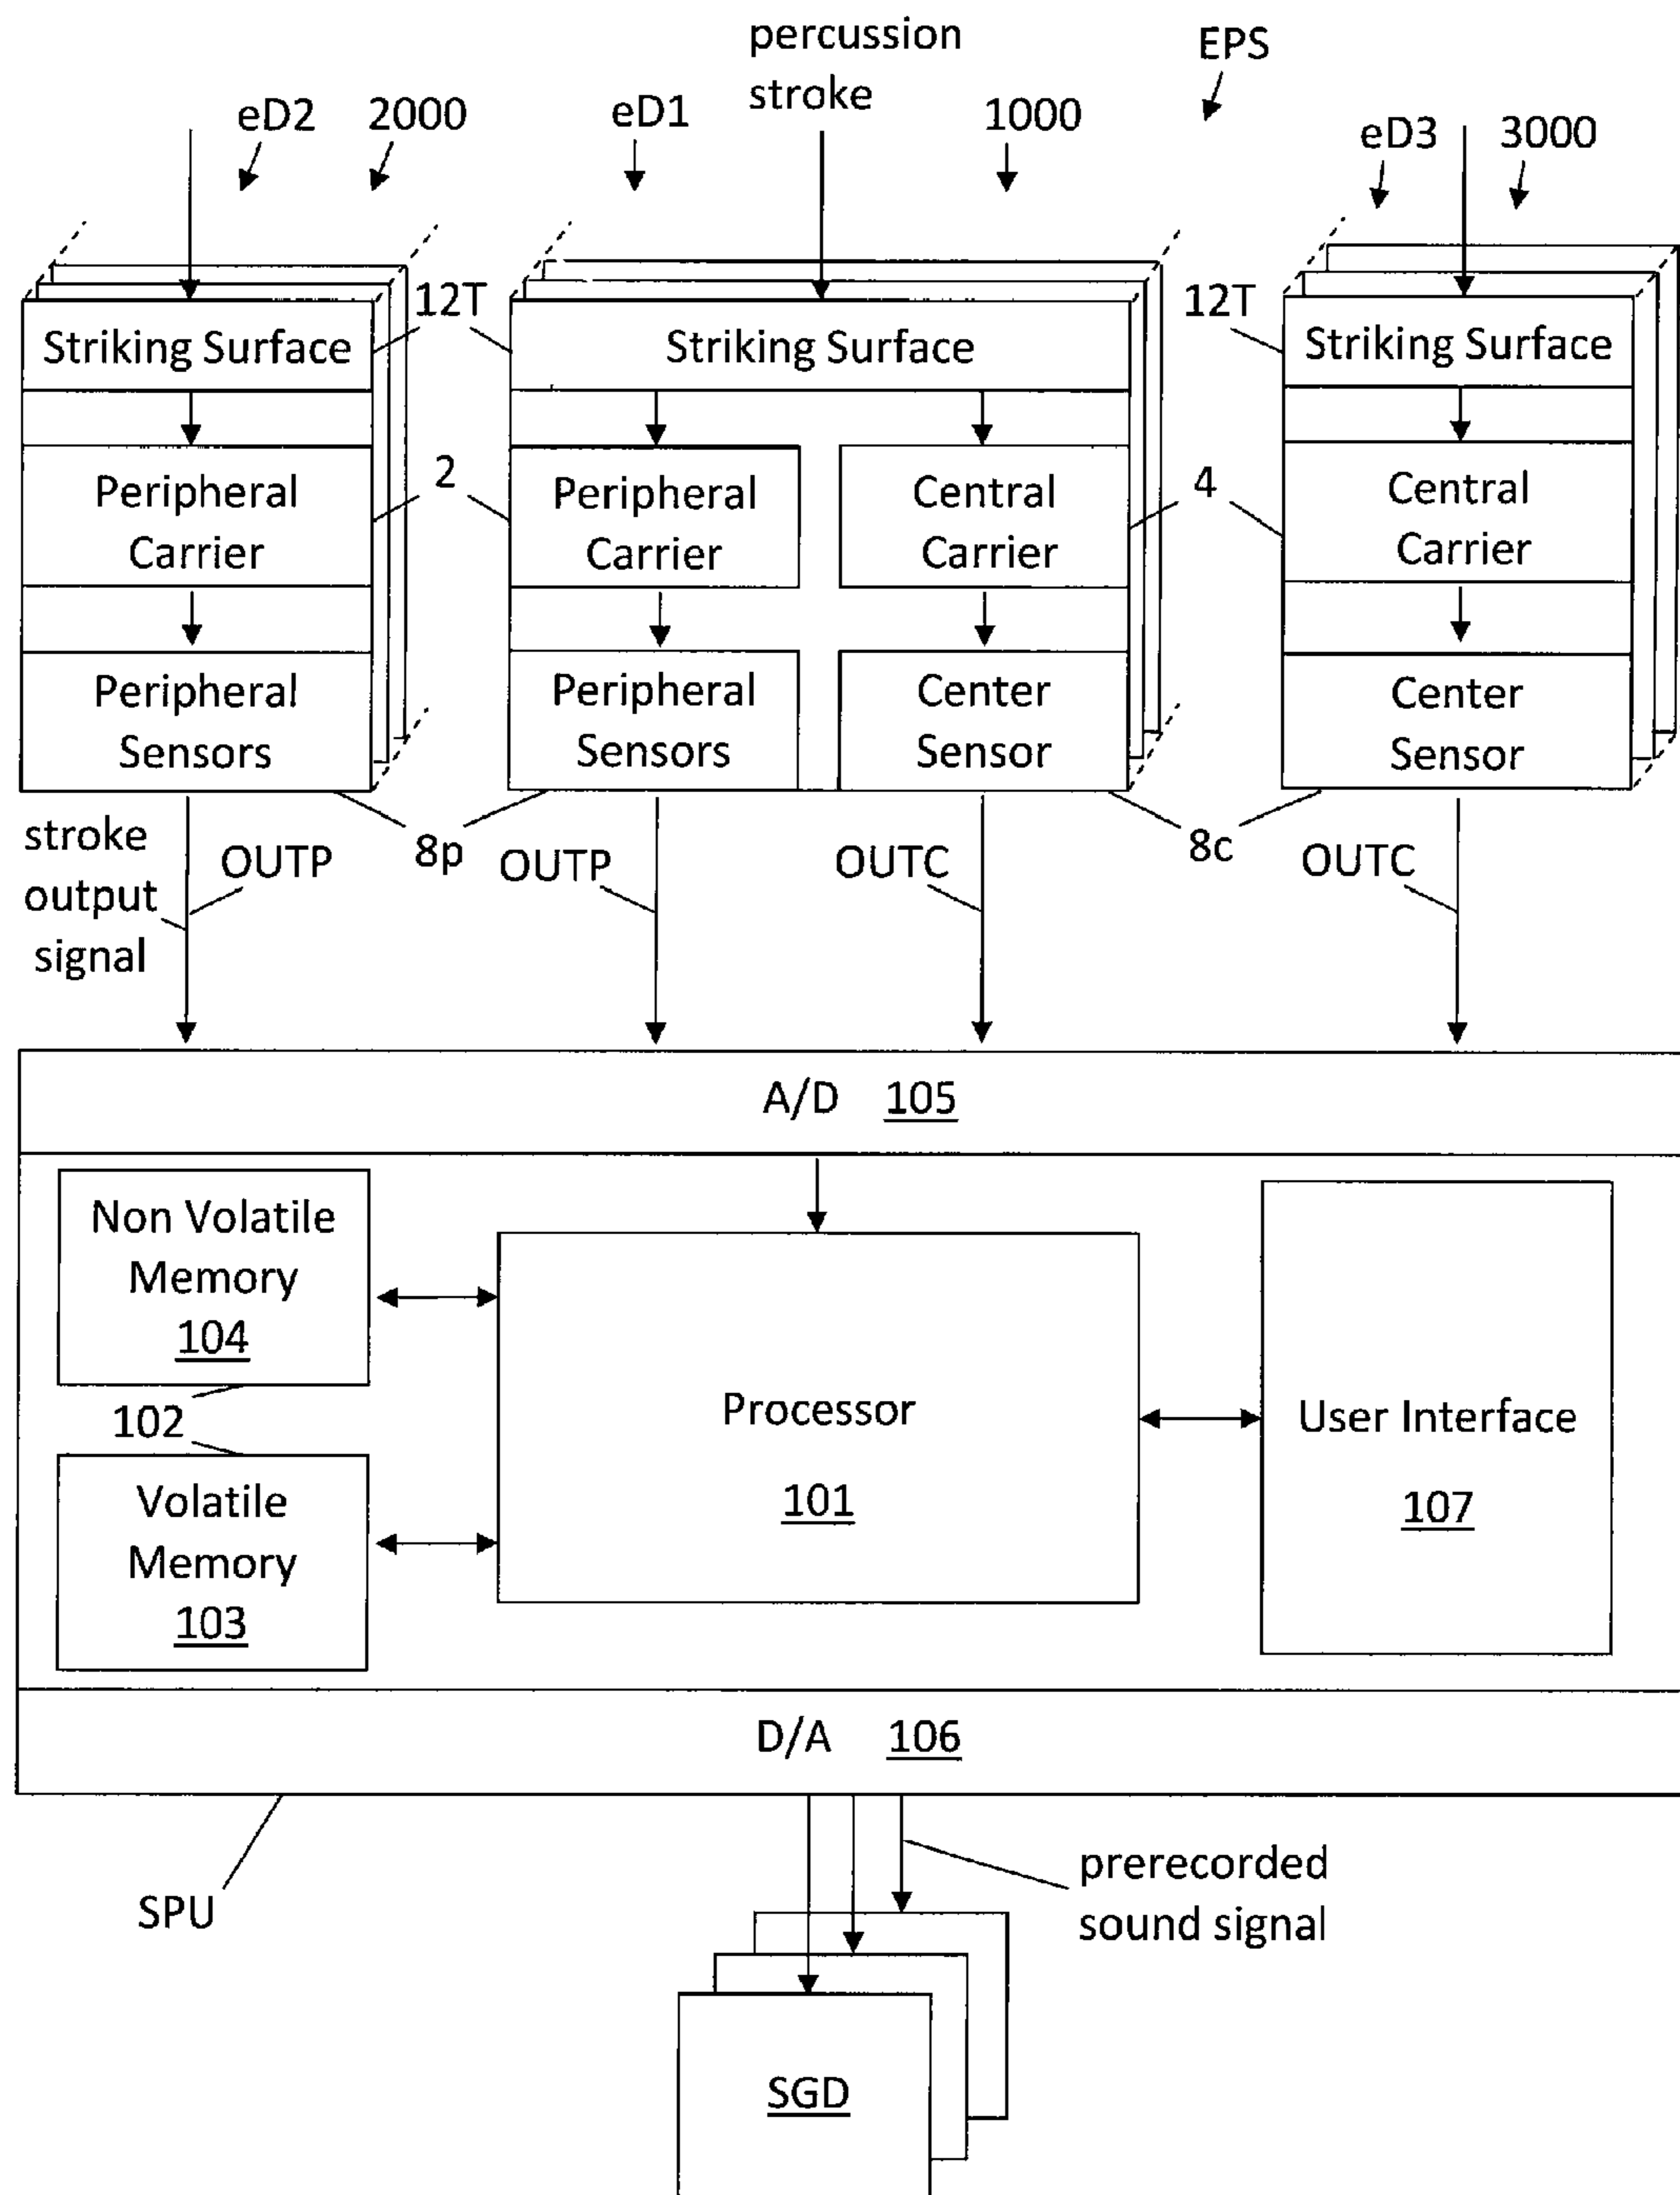 percussion
stroke
EPS
eD2
2000
eD1
1000
eD3
3000
Striking Surface
12T
Striking Surface
12T
Striking Surface
Peripheral
Carrier
2
Peripheral
Carrier
Central
Carrier
4
Central
Carrier
Peripheral
Sensors
Peripheral
Sensors
Center
Sensor
Center
Sensor
stroke
output
signal
OUTP
8p
OUTP
OUTC
8c
OUTC
A/D 105
Non Volatile
Memory
104
102
Volatile
Memory
103
Processor
101
User Interface
107
D/A 106
SPU
prerecorded
sound signal
SGD